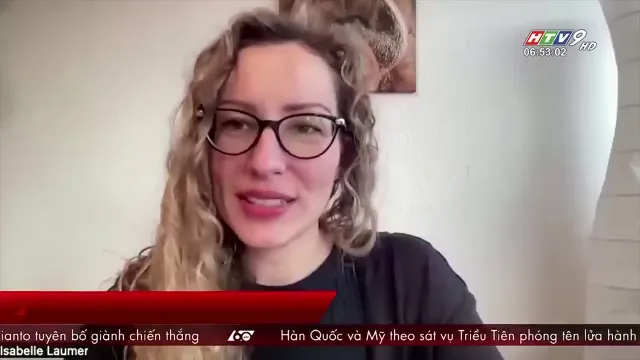 HTV9 HD
06:53:02
ianto tuyên bố giành chiến thắng 60 Hàn Quốc và Mỹ theo sát vụ Triều Tiên phóng tên lửa hành
Isabelle Laumer